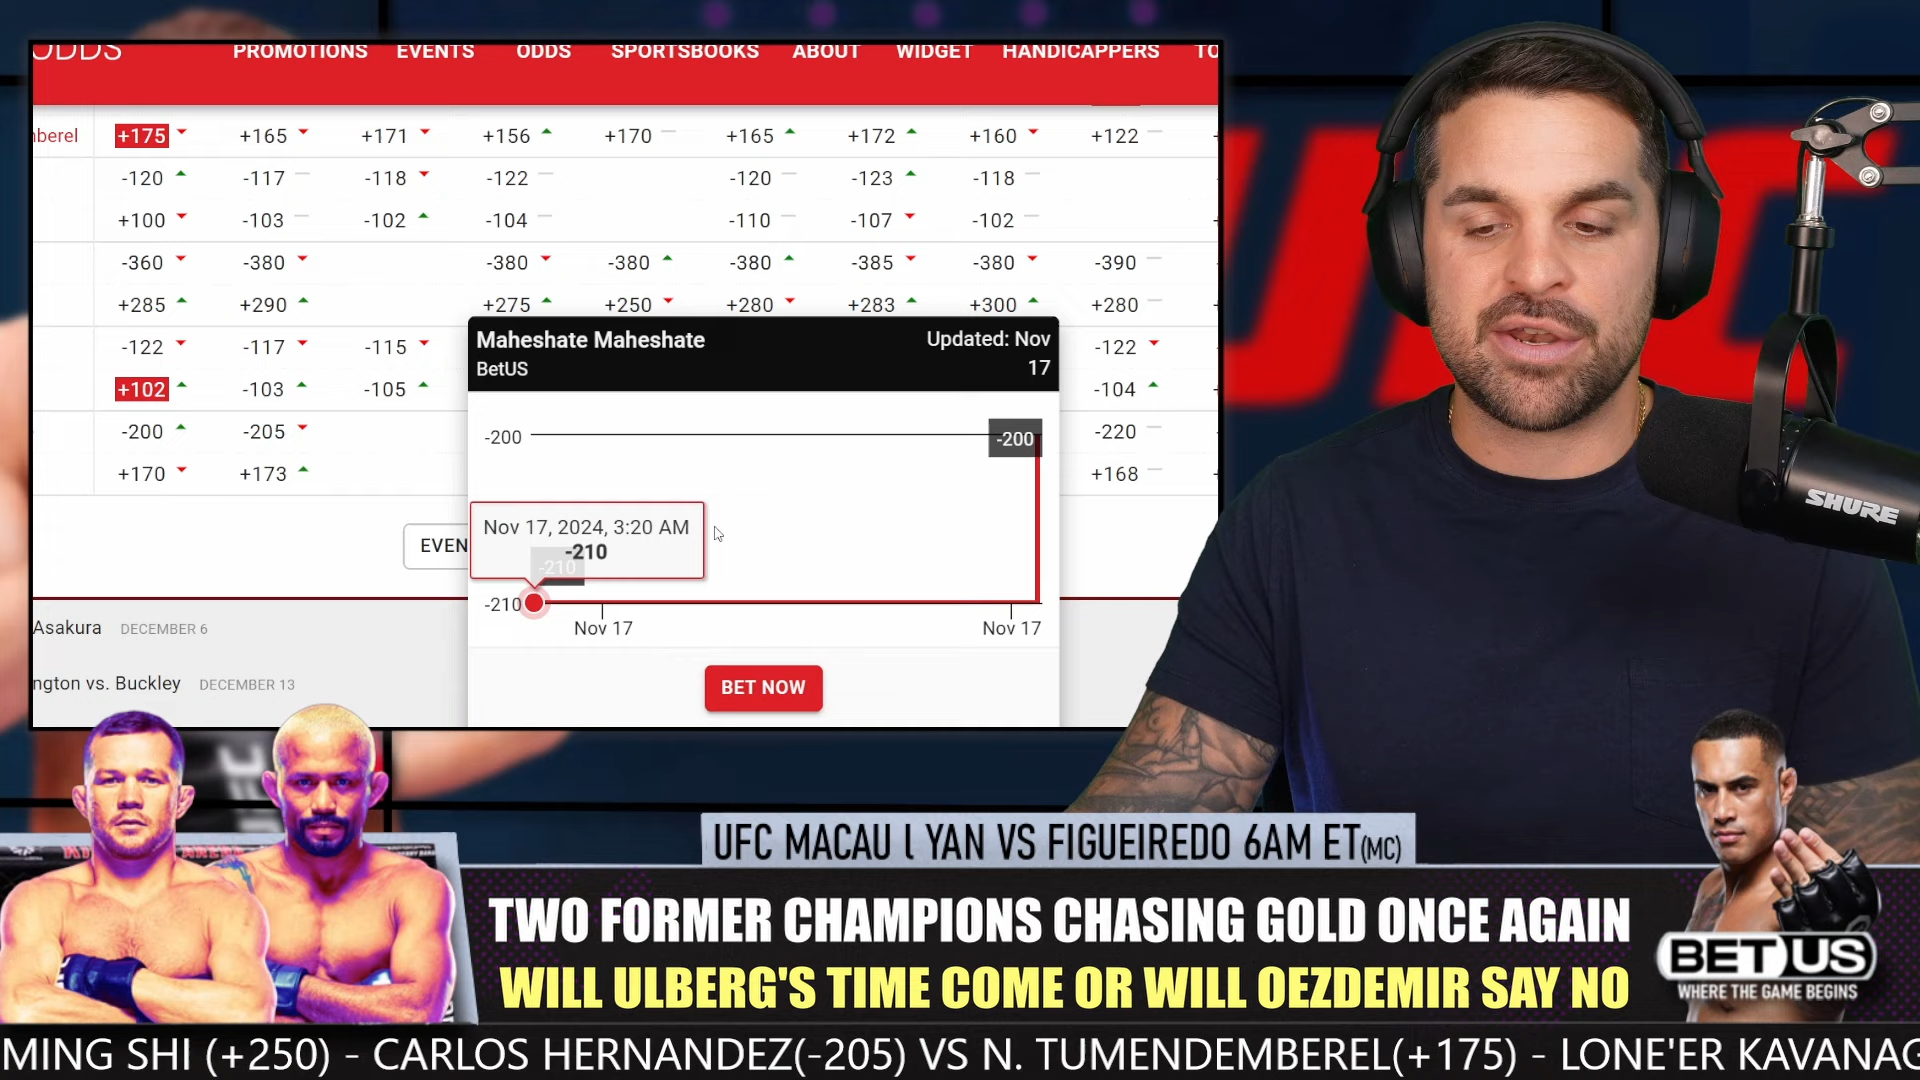 ODDS PROMOTIONS EVENTS ODDS SPORTSBOOKS ABOUT WIDGET HANDICAPPERS TO
nberel +175 +165 +171 +156 +170 +165 +172 +160 +122
-120 -117 -118 -122 -120 -123 -118
+100 -103 -102 -104 -110 -107 -102
-360 -380 -380 -380 -380 -385 -380 -390
+285 +290 +275 +250 +280 +283 +300 +280
-122 -117 -115 -122
+102 -103 -105 -104
-200 -205 -220
+170 +173 +168
Maheshate Maheshate Updated: Nov 17
BetUS
-200 -200
Nov 17, 2024, 3:20 AM
-210
-210
-210
Nov 17 Nov 17
EVEN
BET NOW
Asakura DECEMBER 6
ngton vs. Buckley DECEMBER 13
SHURE
UFC MACAU | YAN VS FIGUEIREDO 6AM ET(MC)
TWO FORMER CHAMPIONS CHASING GOLD ONCE AGAIN
WILL ULBERG'S TIME COME OR WILL OEZDEMIR SAY NO
BETUS
WHERE THE GAME BEGINS
MING SHI (+250) - CARLOS HERNANDEZ(-205) VS N. TUMENDEMBEREL(+175) - LONE'ER KAVANAG